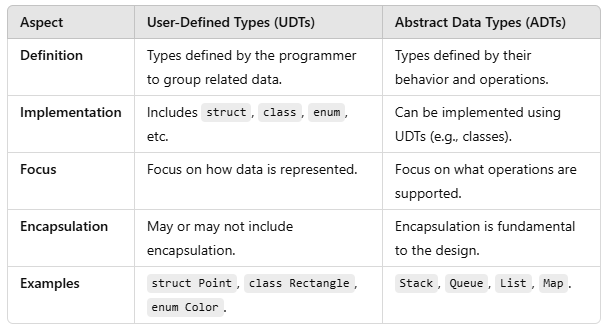 Aspect User-Defined Types (UDTs) Abstract Data Types (ADTs)
Definition Types defined by the programmer Types defined by their
to group related data. behavior and operations.
Implementation Includes struct, class, enum, Can be implemented using
etc. UDTs (e.g., classes).
Focus Focus on how data is represented. Focus on what operations are
supported.
Encapsulation May or may not include Encapsulation is fundamental
encapsulation. to the design.
Examples struct Point, class Rectangle, Stack, Queue, List, Map.
enum Color.